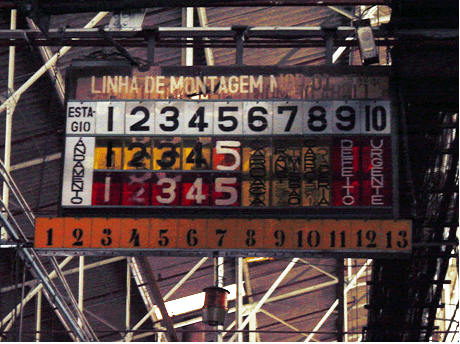 LINHA DE MONTAGEM
ESTA-
GIO 1 2 3 4 5 6 7 8 9 10
ANDAMENTO 1 2 3 4 5 DEFEITO URGENTE
1 2 3 4 5
1 2 3 4 5 6 7 8 9 10 11 12 13